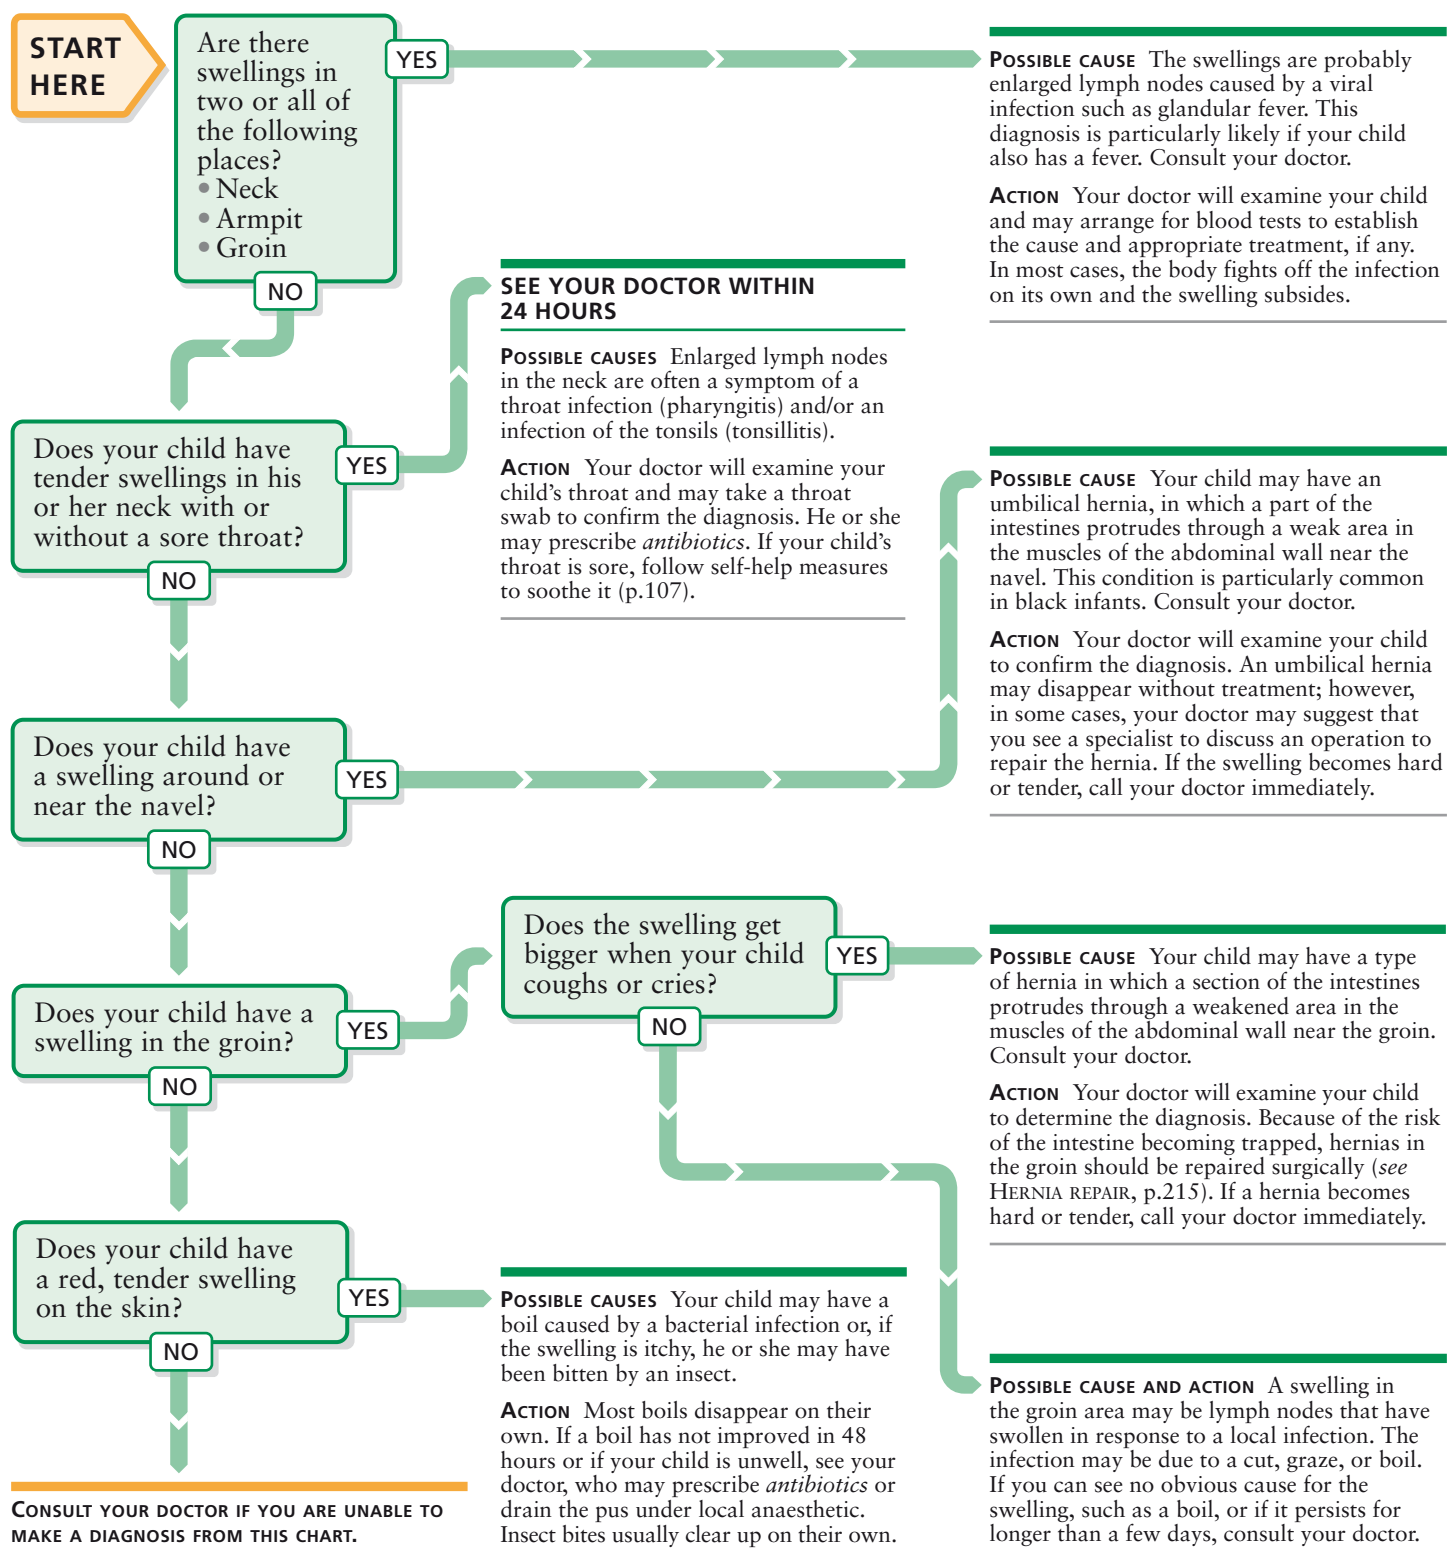 START
HERE
Are there
swellings in
two or all of
the following
places?
• Neck
• Armpit
• Groin
YES
NO
POSSIBLE CAUSE The swellings are probably
enlarged lymph nodes caused by a viral
infection such as glandular fever. This
diagnosis is particularly likely if your child
also has a fever. Consult your doctor.
ACTION Your doctor will examine your child
and may arrange for blood tests to establish
the cause and appropriate treatment, if any.
In most cases, the body fights off the infection
on its own and the swelling subsides.
Does your child have
tender swellings in his
or her neck with or
without a sore throat?
YES
NO
SEE YOUR DOCTOR WITHIN
24 HOURS
POSSIBLE CAUSES Enlarged lymph nodes
in the neck are often a symptom of a
throat infection (pharyngitis) and/or an
infection of the tonsils (tonsillitis).
ACTION Your doctor will examine your
child's throat and may take a throat
swab to confirm the diagnosis. He or she
may prescribe antibiotics. If your child's
throat is sore, follow self-help measures
to soothe it (p.107).
Does your child have
a swelling around or
near the navel?
YES
NO
POSSIBLE CAUSE Your child may have an
umbilical hernia, in which a part of the
intestines protrudes through a weak area in
the muscles of the abdominal wall near the
navel. This condition is particularly common
in black infants. Consult your doctor.
ACTION Your doctor will examine your child
to confirm the diagnosis. An umbilical hernia
may disappear without treatment; however,
in some cases, your doctor may suggest that
you see a specialist to discuss an operation to
repair the hernia. If the swelling becomes hard
or tender, call your doctor immediately.
Does your child have a
swelling in the groin?
YES
NO
Does the swelling get
bigger when your child
coughs or cries?
YES
NO
POSSIBLE CAUSE Your child may have a type
of hernia in which a section of the intestines
protrudes through a weakened area in the
muscles of the abdominal wall near the groin.
Consult your doctor.
ACTION Your doctor will examine your child
to determine the diagnosis. Because of the risk
of the intestine becoming trapped, hernias in
the groin should be repaired surgically (see
HERNIA REPAIR, p.215). If a hernia becomes
hard or tender, call your doctor immediately.
Does your child have
a red, tender swelling
on the skin?
YES
NO
POSSIBLE CAUSES Your child may have a
boil caused by a bacterial infection or, if
the swelling is itchy, he or she may have
been bitten by an insect.
ACTION Most boils disappear on their
own. If a boil has not improved in 48
hours or if your child is unwell, see your
doctor, who may prescribe antibiotics or
drain the pus under local anaesthetic.
Insect bites usually clear up on their own.
POSSIBLE CAUSE AND ACTION A swelling in
the groin area may be lymph nodes that have
swollen in response to a local infection. The
infection may be due to a cut, graze, or boil.
If you can see no obvious cause for the
swelling, such as a boil, or if it persists for
longer than a few days, consult your doctor.
CONSULT YOUR DOCTOR IF YOU ARE UNABLE TO
MAKE A DIAGNOSIS FROM THIS CHART.